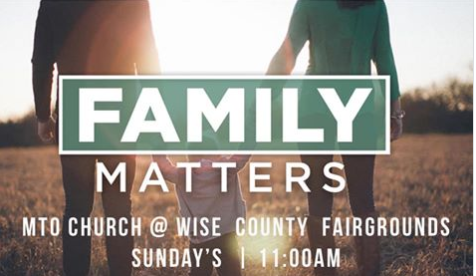 FAMILY
MATTERS
MTO CHURCH @ WISE COUNTY FAIRGROUNDS
SUNDAY'S | 11:00AM